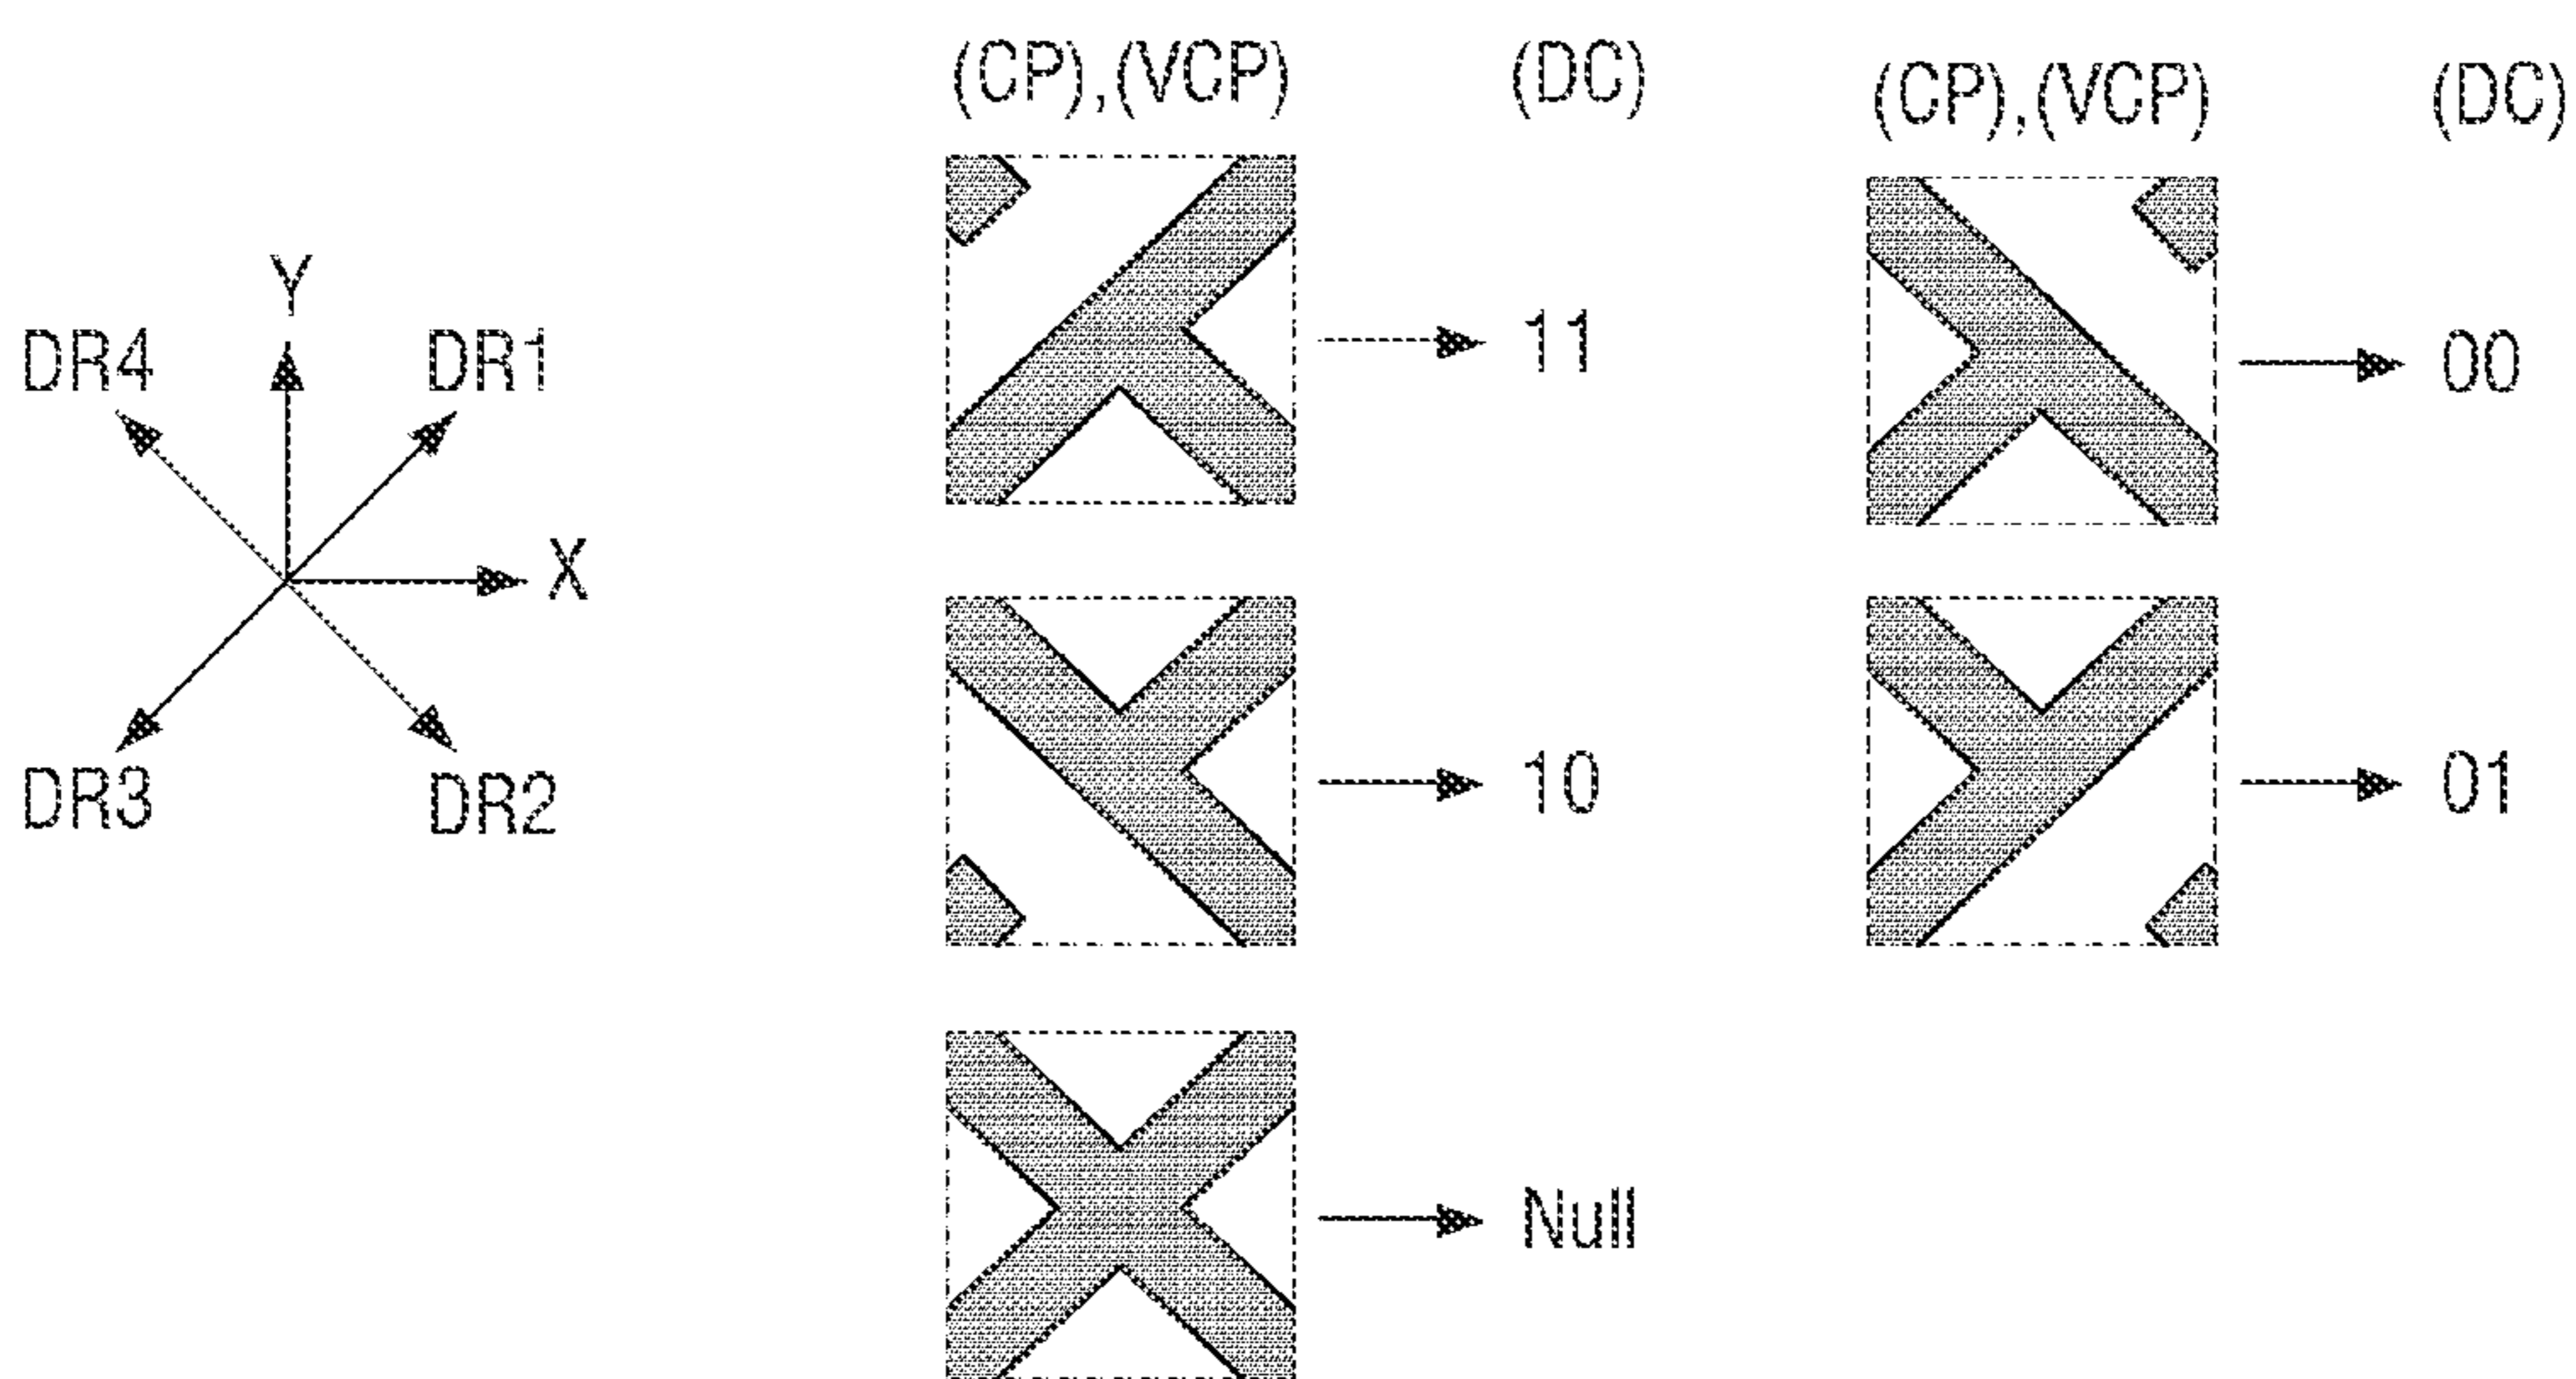 (CP),(VCP) (DC) (CP),(VCP) (DC)
Y
DR4 DR1
11 00
X
DR3 DR2
10 01
Null